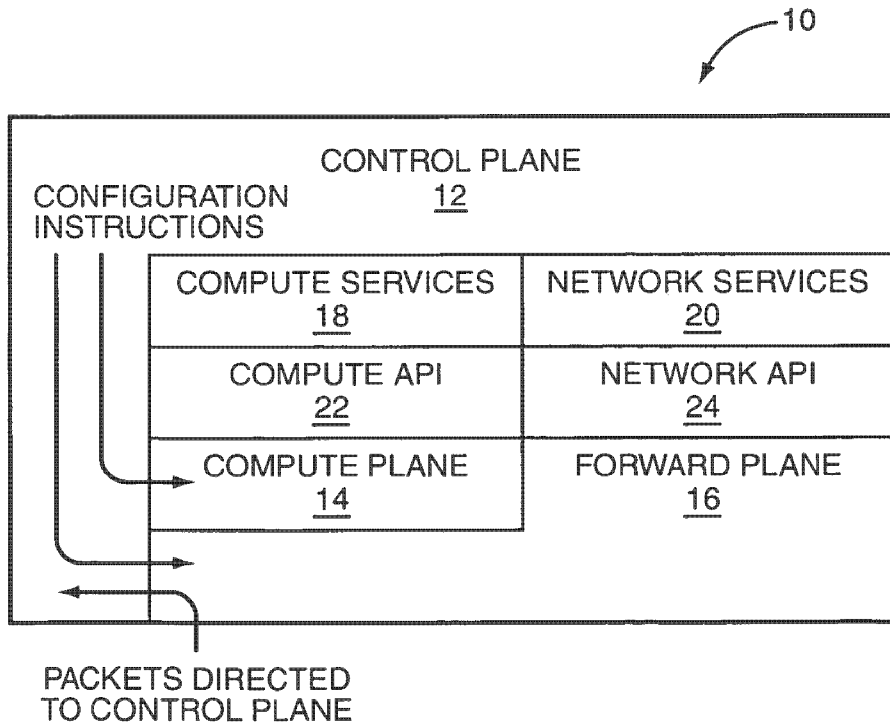 10
CONTROL PLANE
12
CONFIGURATION
INSTRUCTIONS
COMPUTE SERVICES
18
NETWORK SERVICES
20
COMPUTE API
22
NETWORK API
24
COMPUTE PLANE
14
FORWARD PLANE
16
PACKETS DIRECTED
TO CONTROL PLANE